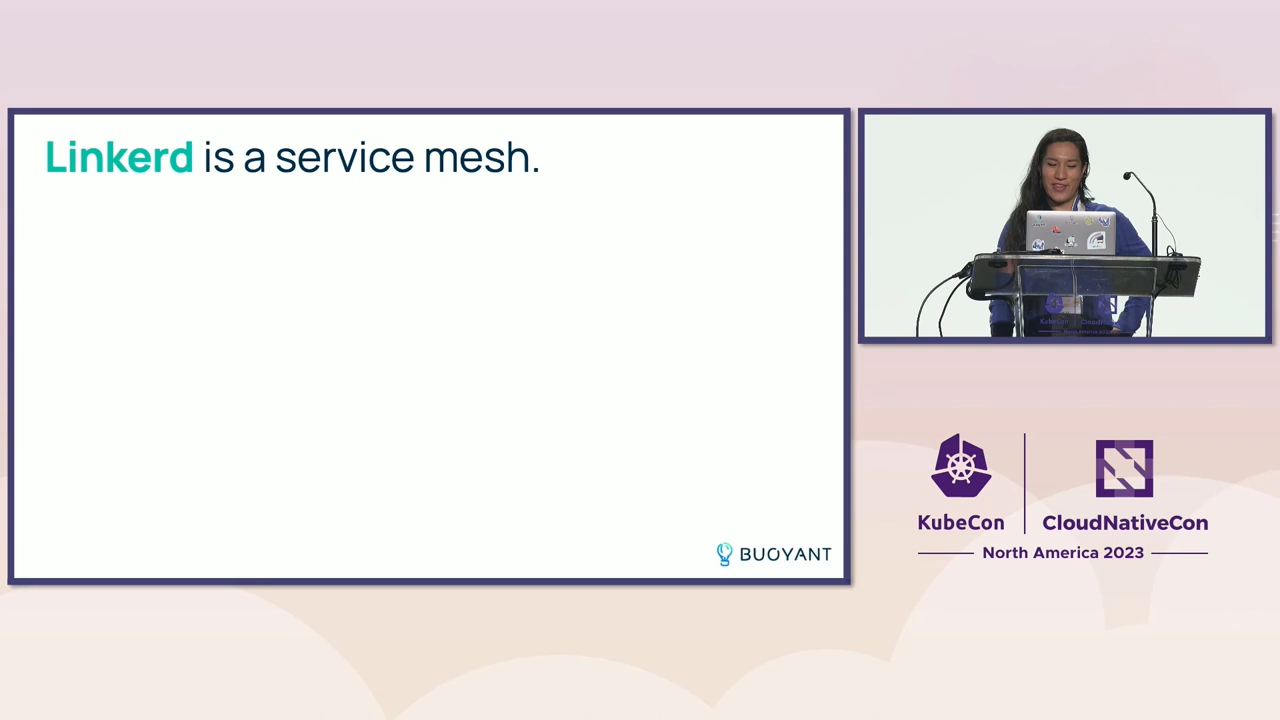 Linkerd is a service mesh.
BUOYANT
KubeCon
CloudNativeCon
North America 2023